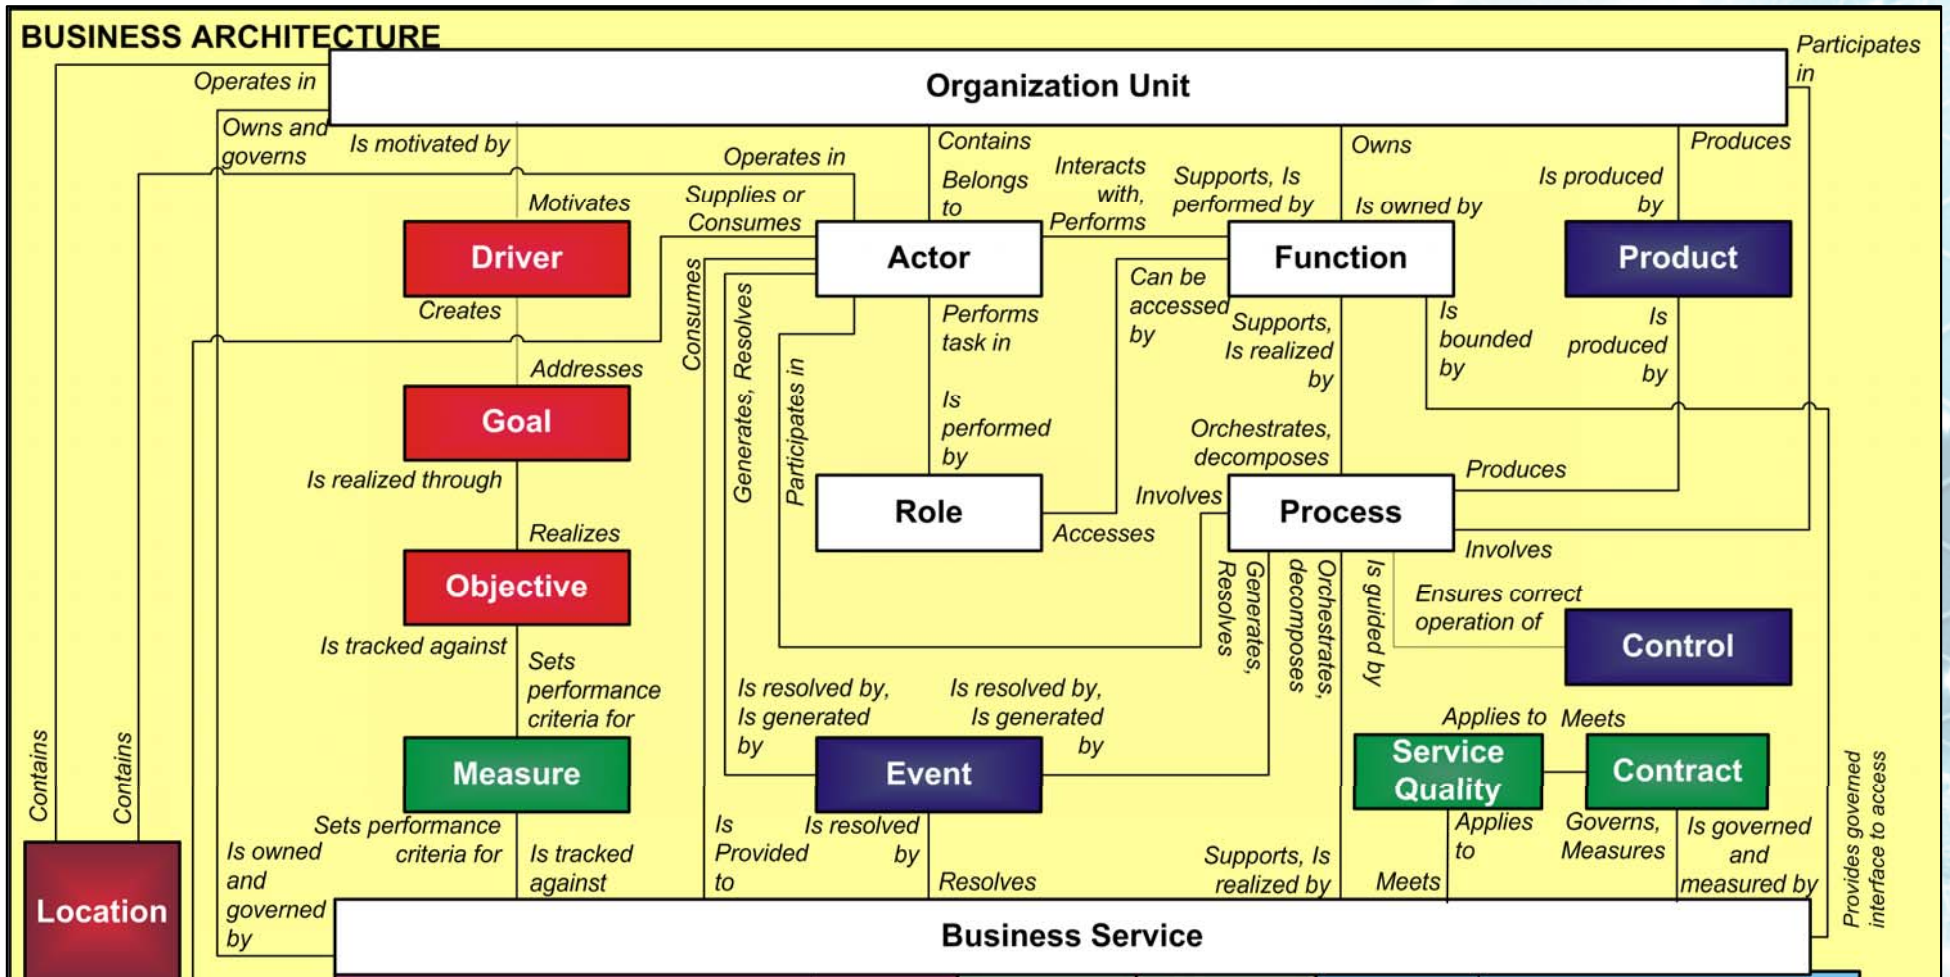 BUSINESS ARCHITECTURE
Participates
in
Operates in
Organization Unit
Owns and
governs
Is motivated by
Operates in
Contains
Belongs
to
Interacts
with,
Performs
Supports, Is
performed by
Owns
Is owned by
Produces
Is produced
by
Motivates
Supplies or
Consumes
Driver
Actor
Function
Product
Creates
Consumes
Generates, Resolves
Participates in
Performs
task in
Can be
accessed
by
Supports,
Is realized
by
Is
bounded
by
Is
produced
by
Addresses
Goal
Is
performed
by
Orchestrates,
decomposes
Is realized through
Produces
Role
Involves
Process
Realizes
Accesses
Involves
Objective
Generates,
Resolves
Orchestrates,
decomposes
Is guided by
Ensures correct
operation of
Control
Is tracked against
Sets
performance
criteria for
Is resolved by,
Is generated
by
Is resolved by,
Is generated
by
Applies to
Meets
Measure
Event
Service
Quality
Contract
Contains
Contains
Provides governed
interface to access
Sets performance
criteria for
Is tracked
against
Is
Provided
to
Is resolved
by
Resolves
Supports, Is
realized by
Meets
Applies
to
Governs,
Measures
Is governed
and
measured by
Is owned
and
governed
by
Location
Business Service